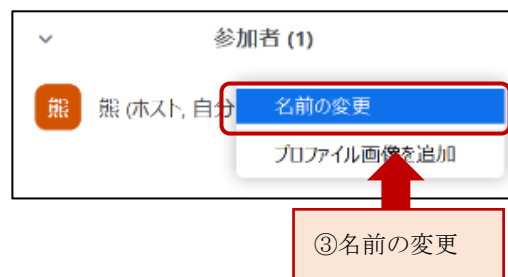 参加者 (1)
熊 熊 (ホスト, 自分
名前の変更
プロファイル画像を追加
③名前の変更